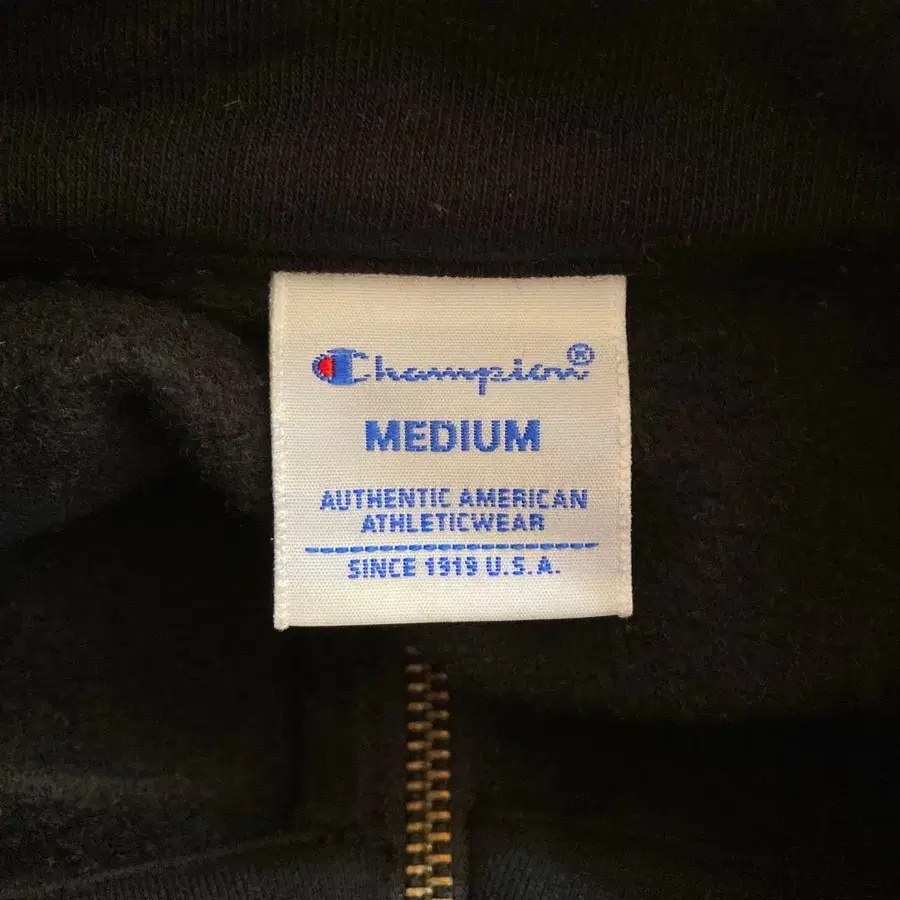 Champion®
MEDIUM
AUTHENTIC AMERICAN
ATHLETICWEAR
SINCE 1919 U.S.A.